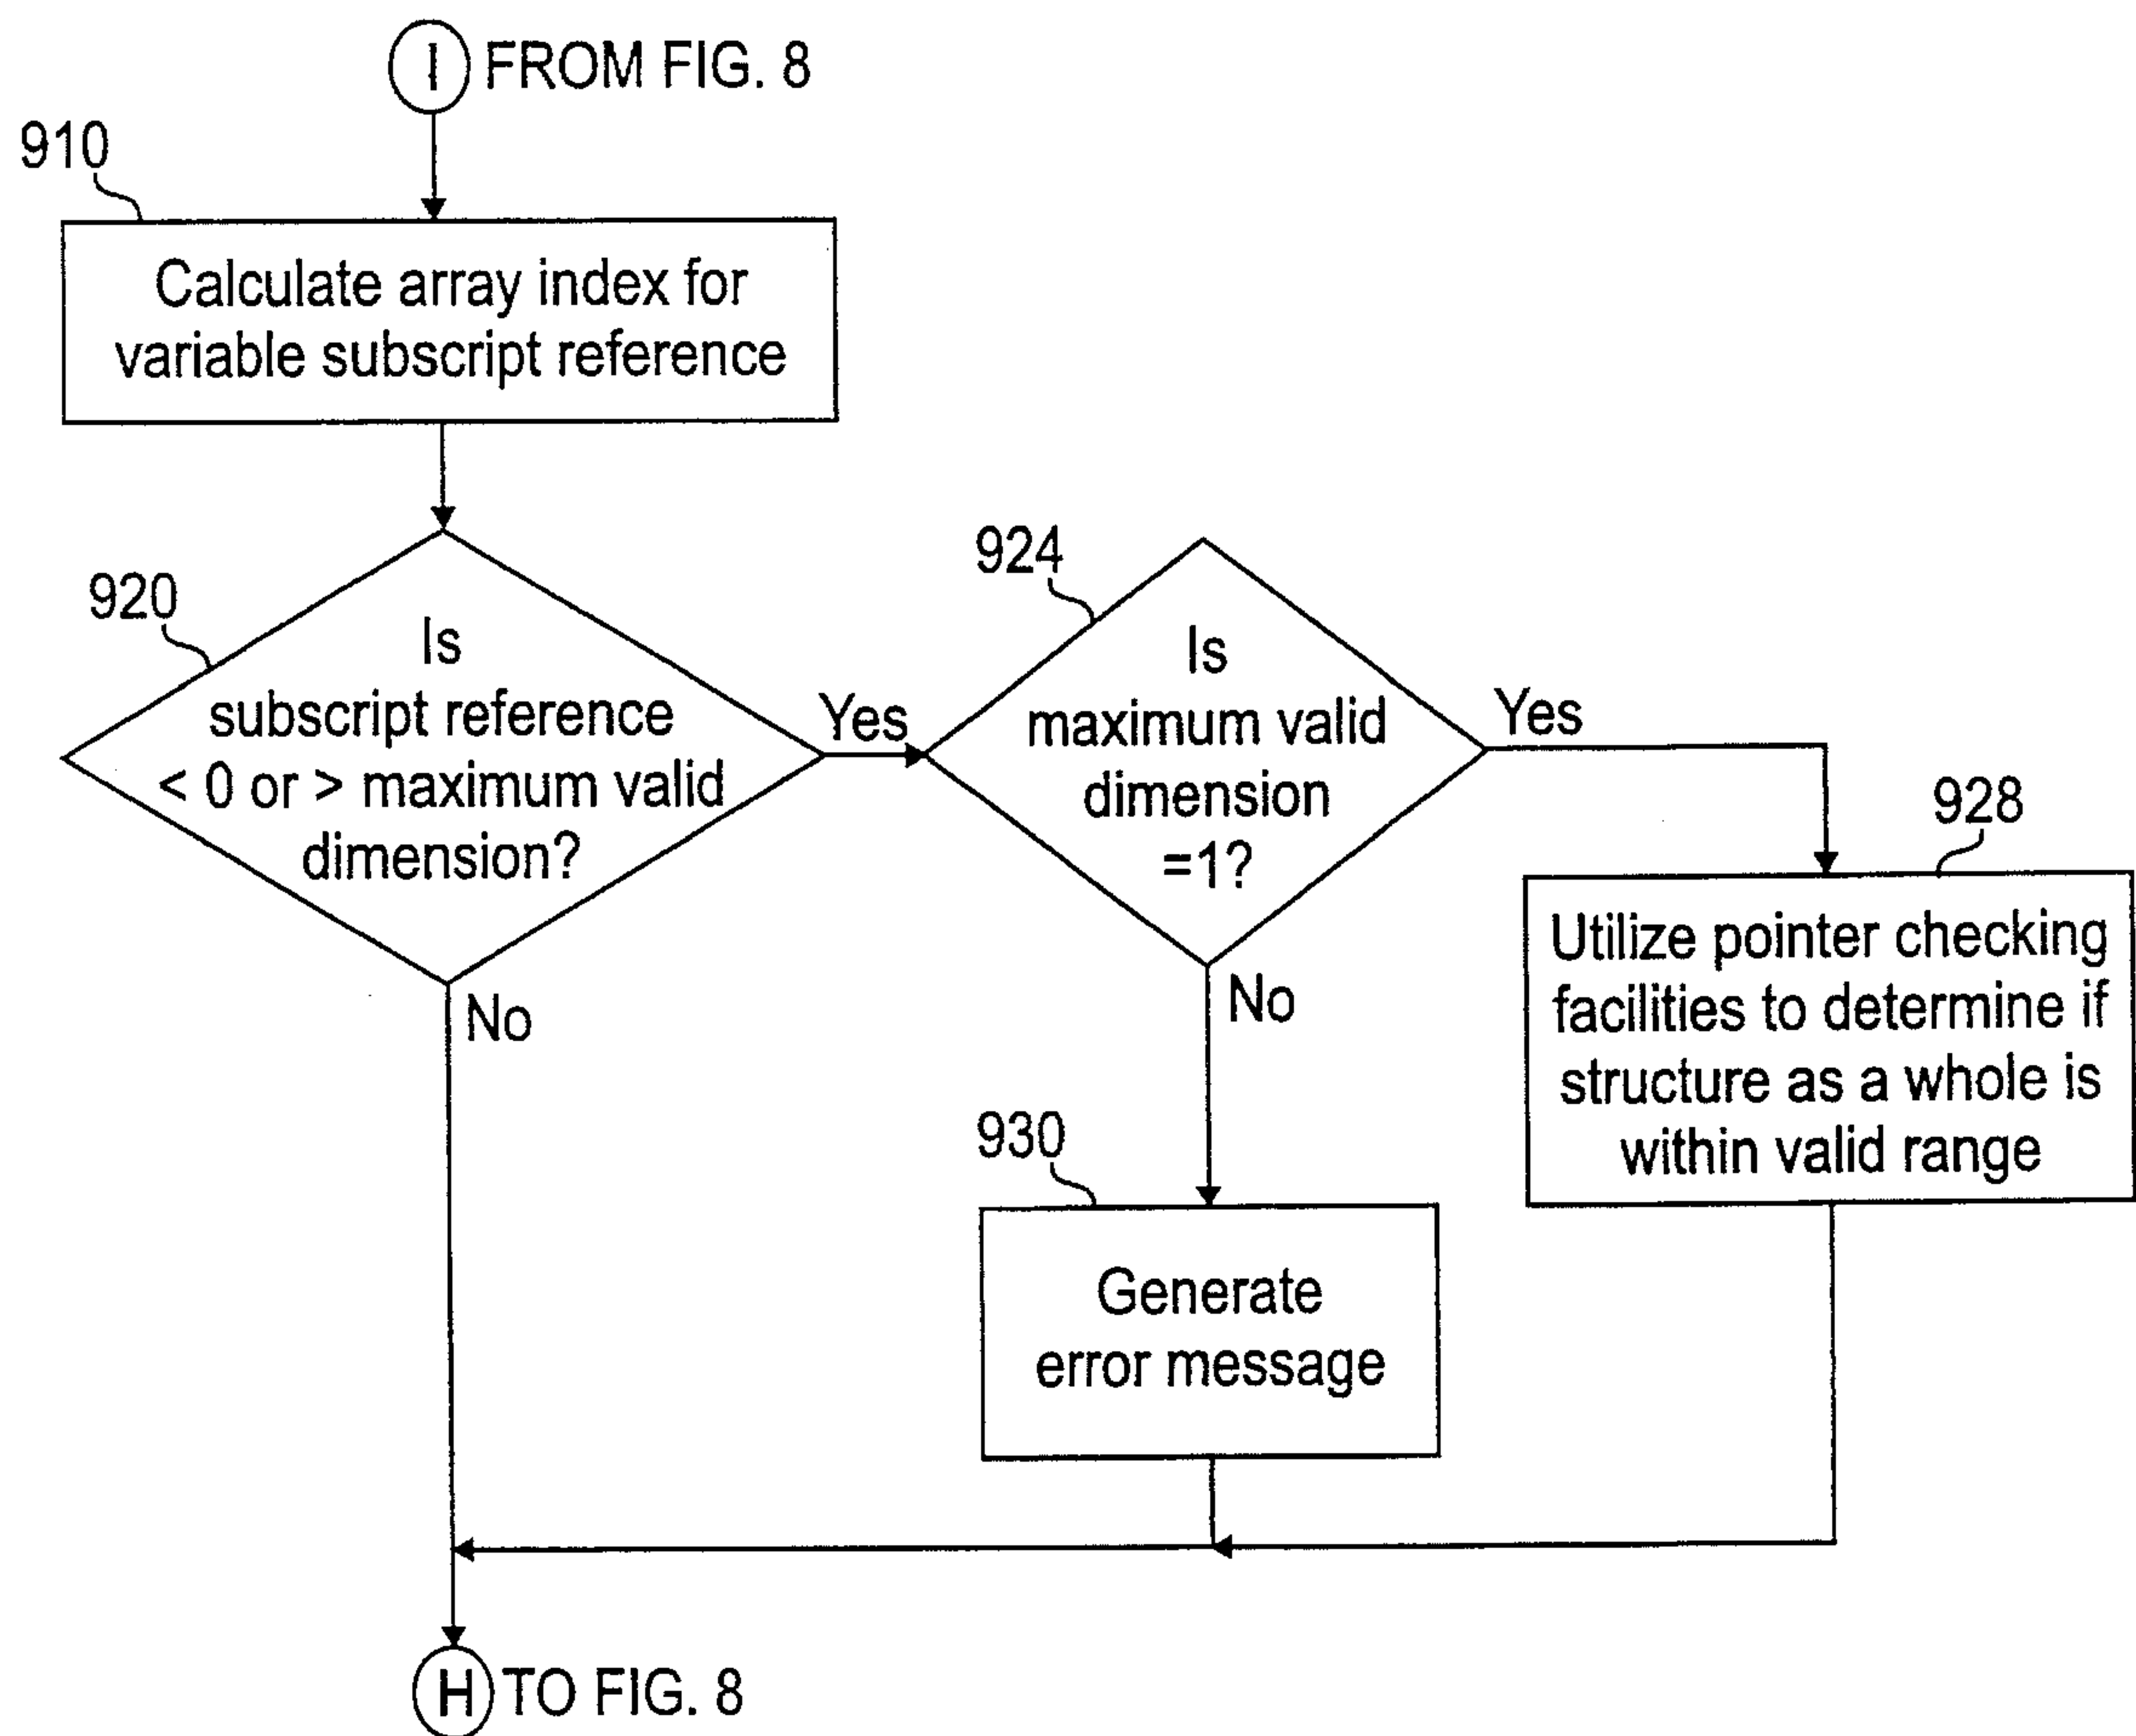 I FROM FIG. 8
910
Calculate array index for
variable subscript reference
920
Is
subscript reference
< 0 or > maximum valid
dimension?
Yes
No
924
Is
maximum valid
dimension
=1?
Yes
No
928
Utilize pointer checking
facilities to determine if
structure as a whole is
within valid range
930
Generate
error message
H TO FIG. 8